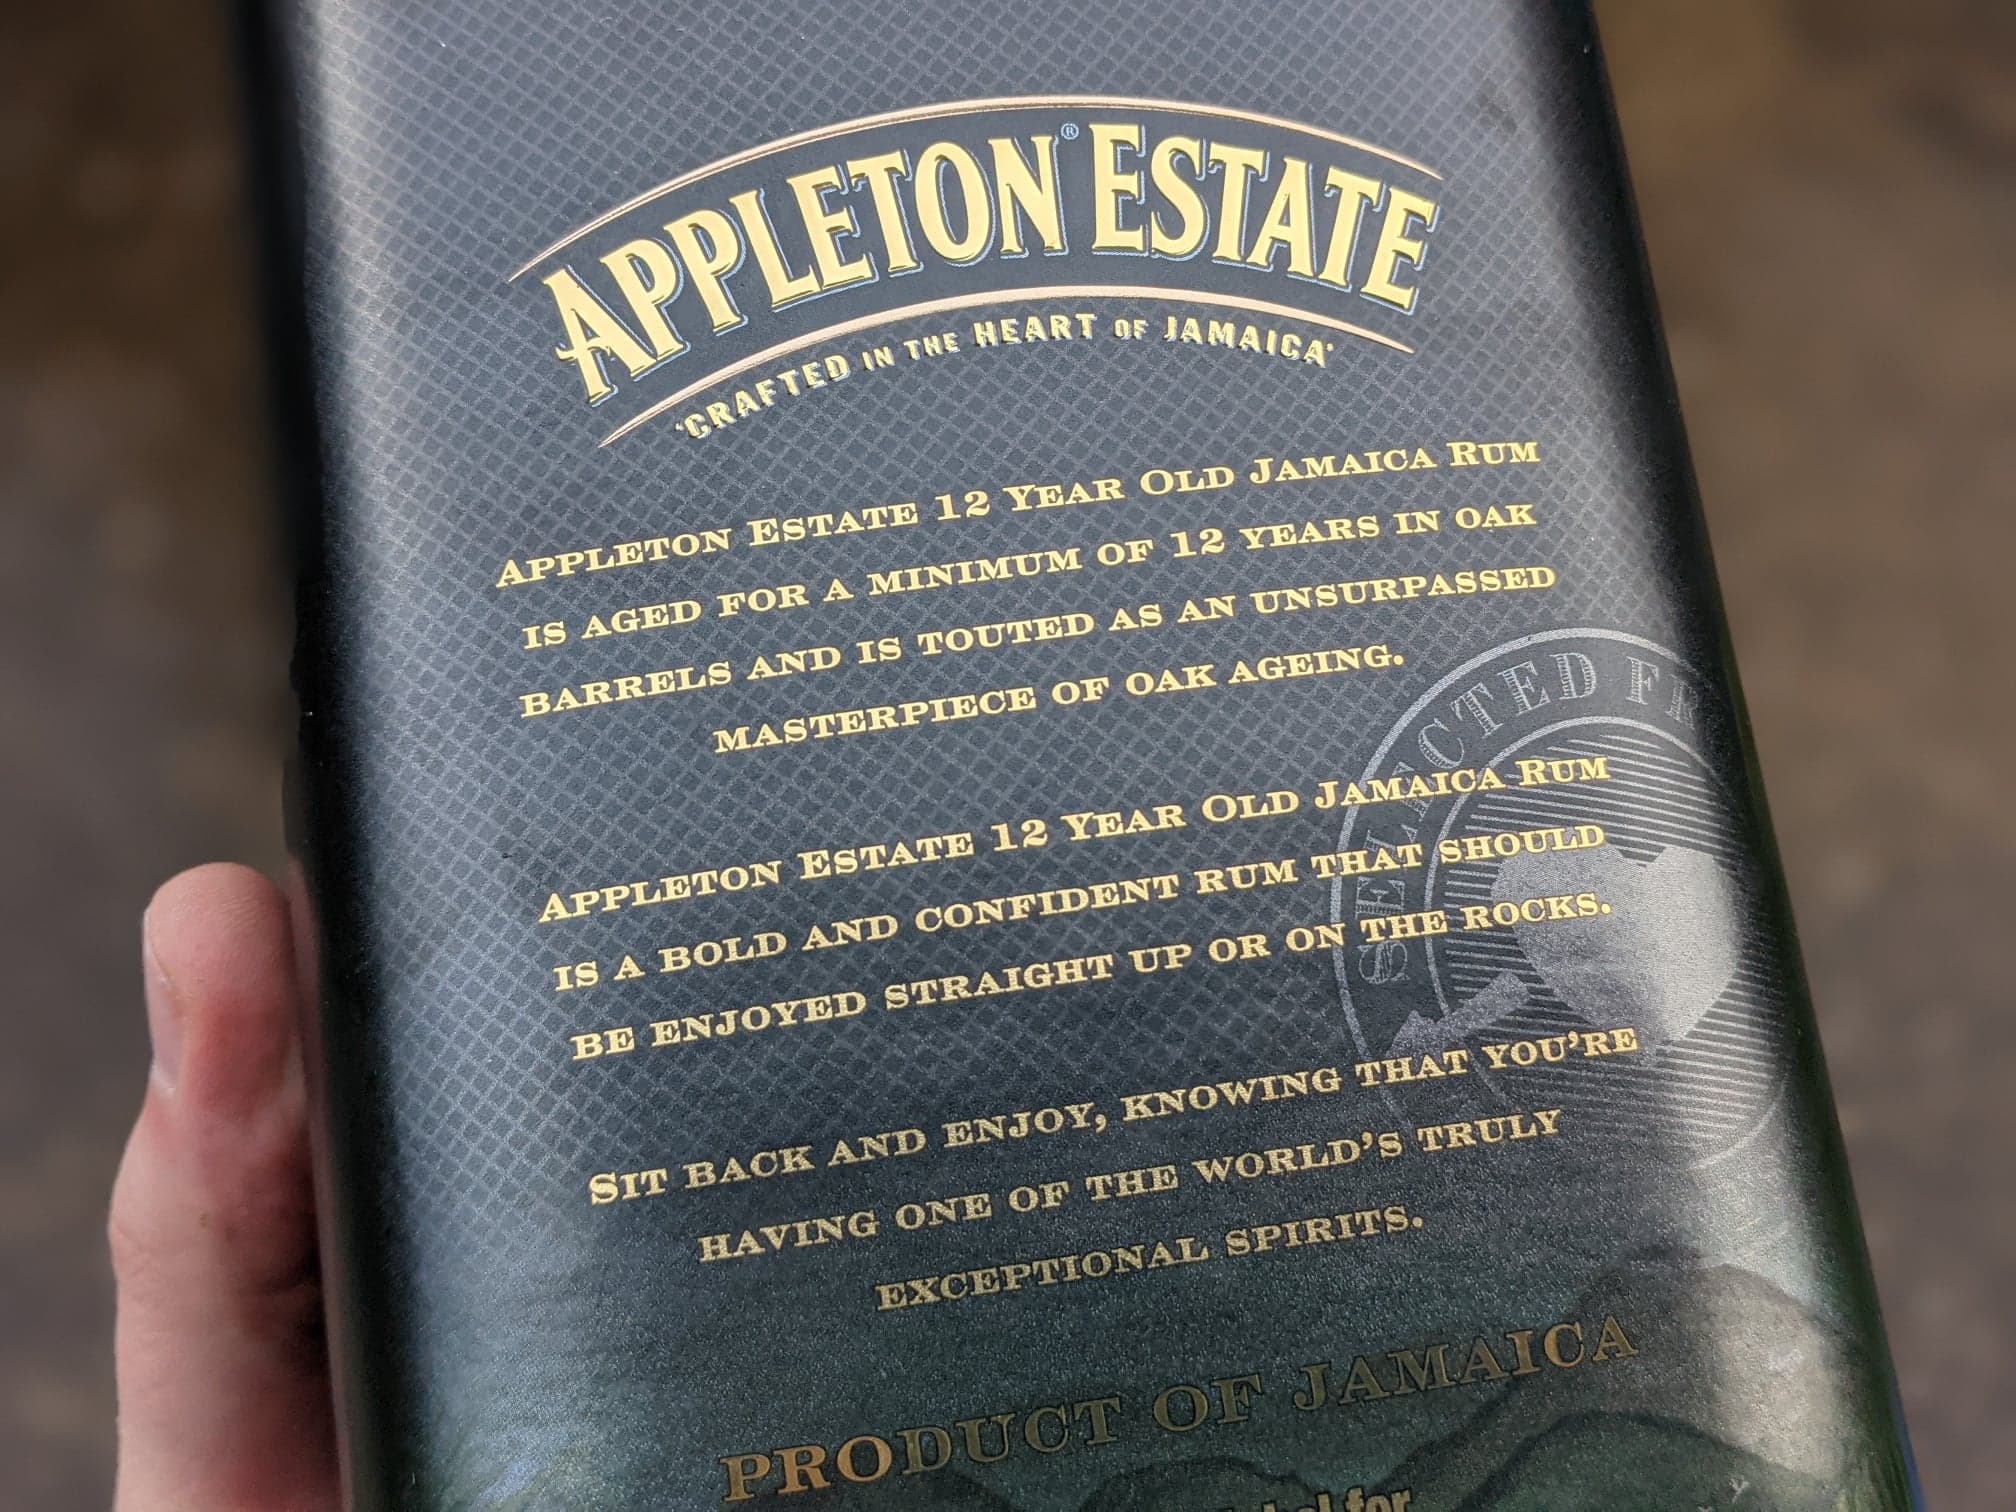 APPLETON® ESTATE
'CRAFTED IN THE HEART OF JAMAICA'
APPLETON ESTATE 12 YEAR OLD JAMAICA RUM
IS AGED FOR A MINIMUM OF 12 YEARS IN OAK
BARRELS AND IS TOUTED AS AN UNSURPASSED
MASTERPIECE OF OAK AGEING.
SELECTED
APPLETON ESTATE 12 YEAR OLD JAMAICA RUM
IS A BOLD AND CONFIDENT RUM THAT SHOULD
BE ENJOYED STRAIGHT UP OR ON THE ROCKS.
SIT BACK AND ENJOY, KNOWING THAT YOU'RE
HAVING ONE OF THE WORLD'S TRULY
EXCEPTIONAL SPIRITS.
PRODUCT OF JAMAICA
for